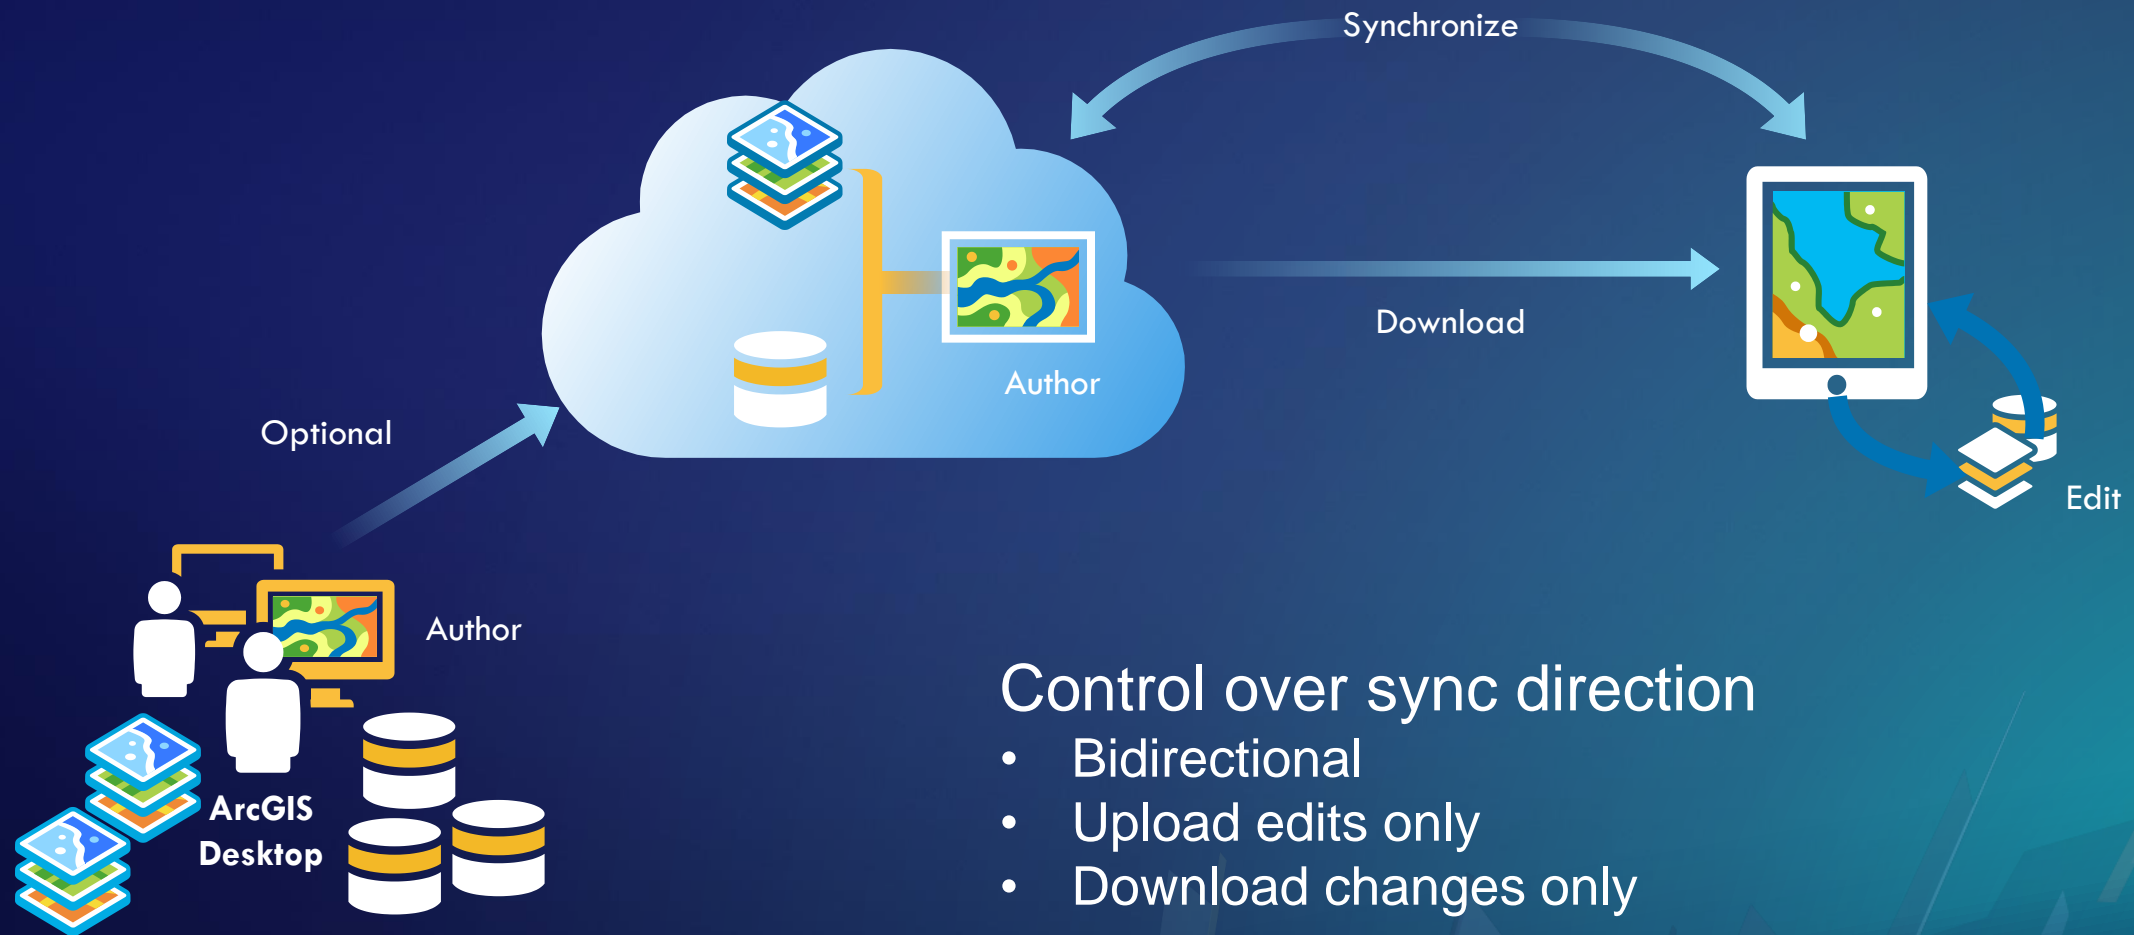 Synchronize
Download
Author
Optional
Edit
Author
ArcGIS
Desktop
Control over sync direction
• Bidirectional
• Upload edits only
• Download changes only